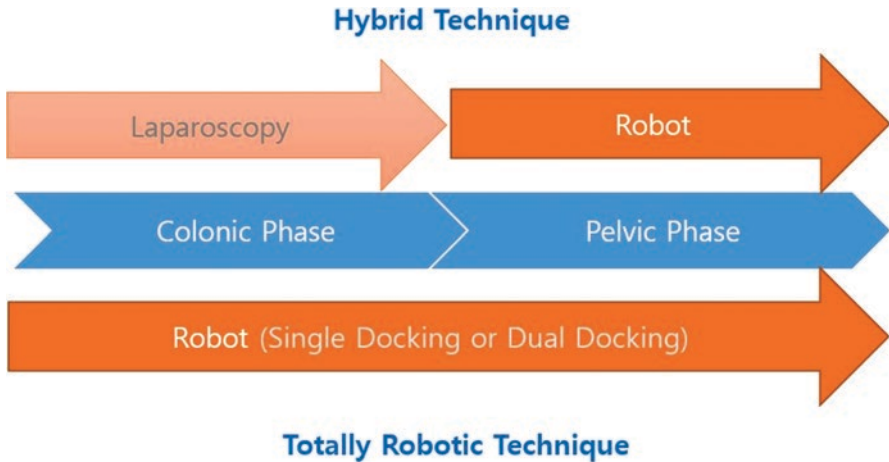 Hybrid Technique
Laparoscopy
Robot
Colonic Phase
Pelvic Phase
Robot (Single Docking or Dual Docking)
Totally Robotic Technique